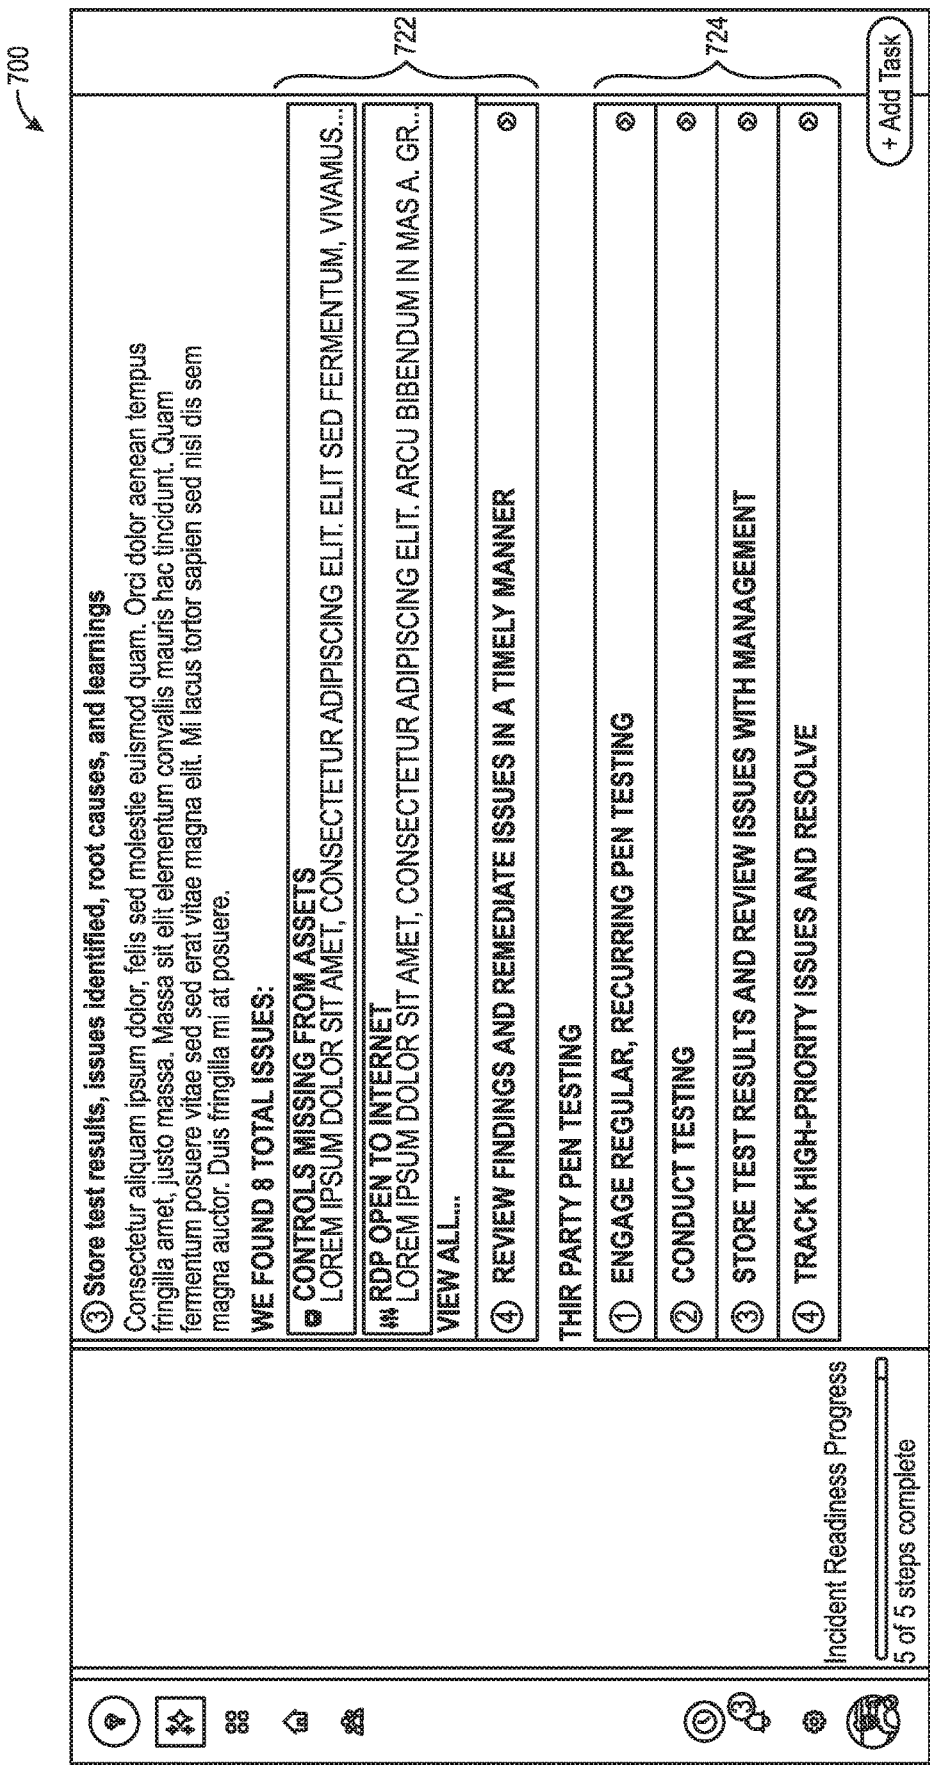 700
③ Store test results, issues identified, root causes, and learnings
Consectetur aliquam ipsum dolor, felis sed molestie euismod quam. Orci dolor aenean tempus
fringilla amet, justo massa. Massa sit elit elementum convallis mauris hac tincidunt. Quam
fermentum posuere vitae sed sed erat vitae magna elit. Mi lacus tortor sapien sed nisl dis sem
magna auctor. Duis fringilla mi at posuere.
WE FOUND 8 TOTAL ISSUES:
CONTROLS MISSING FROM ASSETS
LOREM IPSUM DOLOR SIT AMET, CONSECTETUR ADIPISCING ELIT. ELIT SED FERMENTUM, VIVAMUS...
RDP OPEN TO INTERNET
LOREM IPSUM DOLOR SIT AMET, CONSECTETUR ADIPISCING ELIT. ARCU BIBENDUM IN MAS A. GR...
VIEW ALL...
722
④ REVIEW FINDINGS AND REMEDIATE ISSUES IN A TIMELY MANNER
THIR PARTY PEN TESTING
① ENGAGE REGULAR, RECURRING PEN TESTING
② CONDUCT TESTING
③ STORE TEST RESULTS AND REVIEW ISSUES WITH MANAGEMENT
④ TRACK HIGH-PRIORITY ISSUES AND RESOLVE
724
3
Incident Readiness Progress
5 of 5 steps complete
+ Add Task